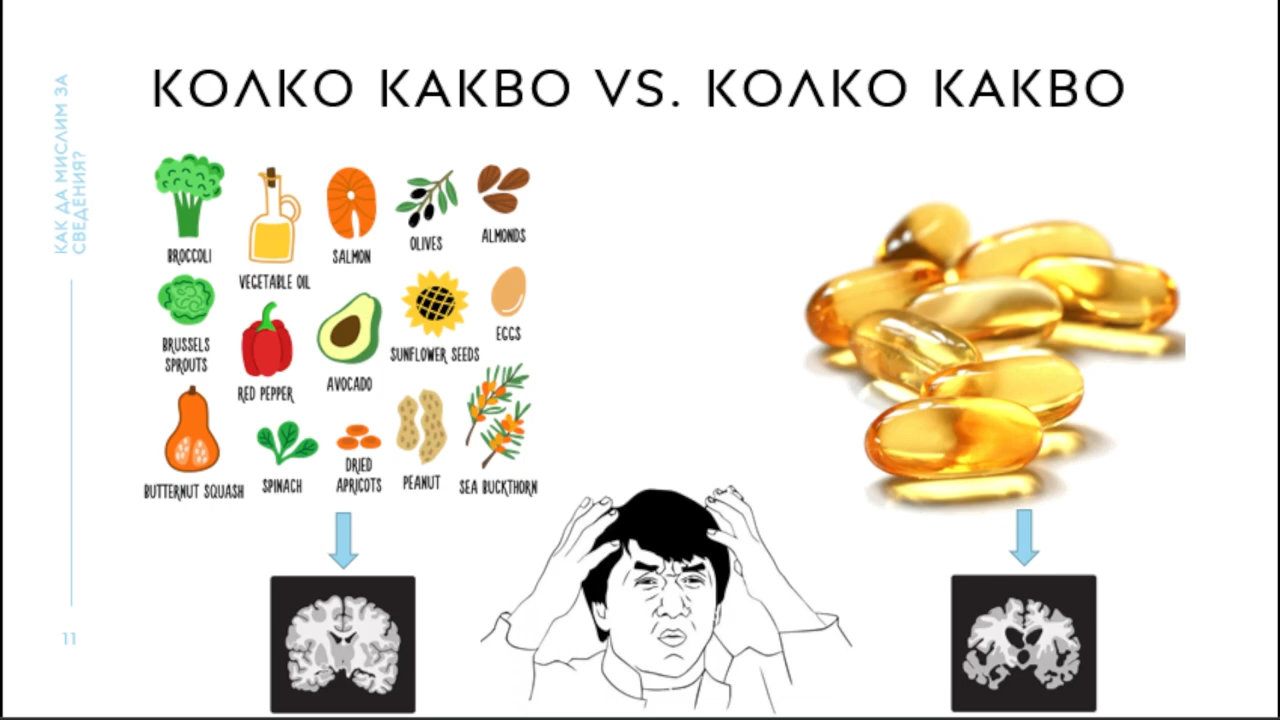 КОЛКО КАКВО VS. КОЛКО КАКВО
КАК ДА МИСЛИМ ЗА
СВЕДЕНИЯ?
11
BROCCOLI
VEGETABLE OIL
SALMON
OLIVES
ALMONDS
BRUSSELS
SPROUTS
RED PEPPER
AVOCADO
SUNFLOWER SEEDS
EGGS
BUTTERNUT SQUASH
SPINACH
DRIED
APRICOTS
PEANUT
SEA BUCKTHORN